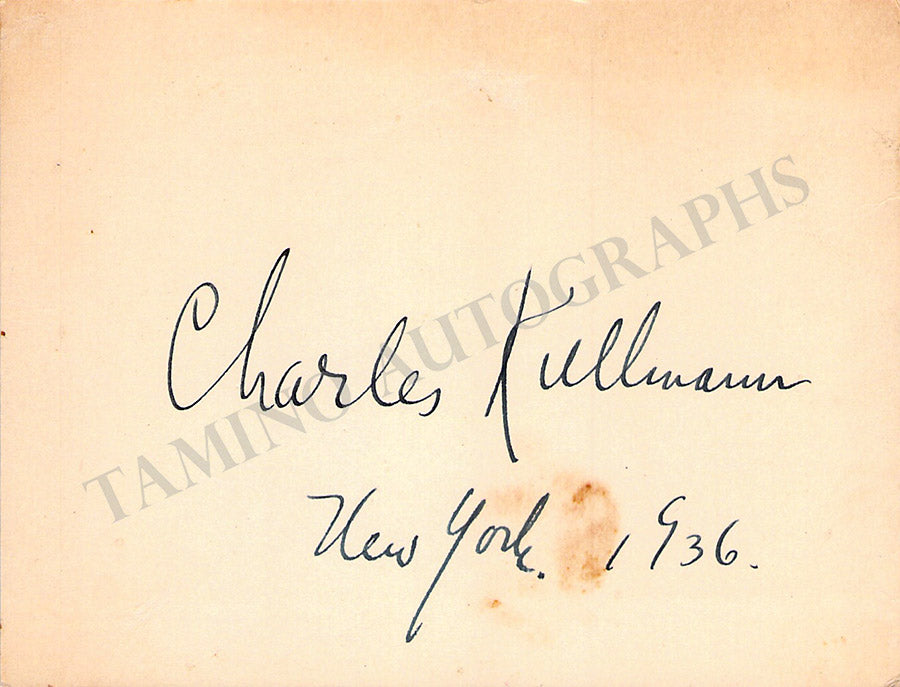 TAMINO AUTOGRAPHS
Charles Kullmann
New York. 1936.